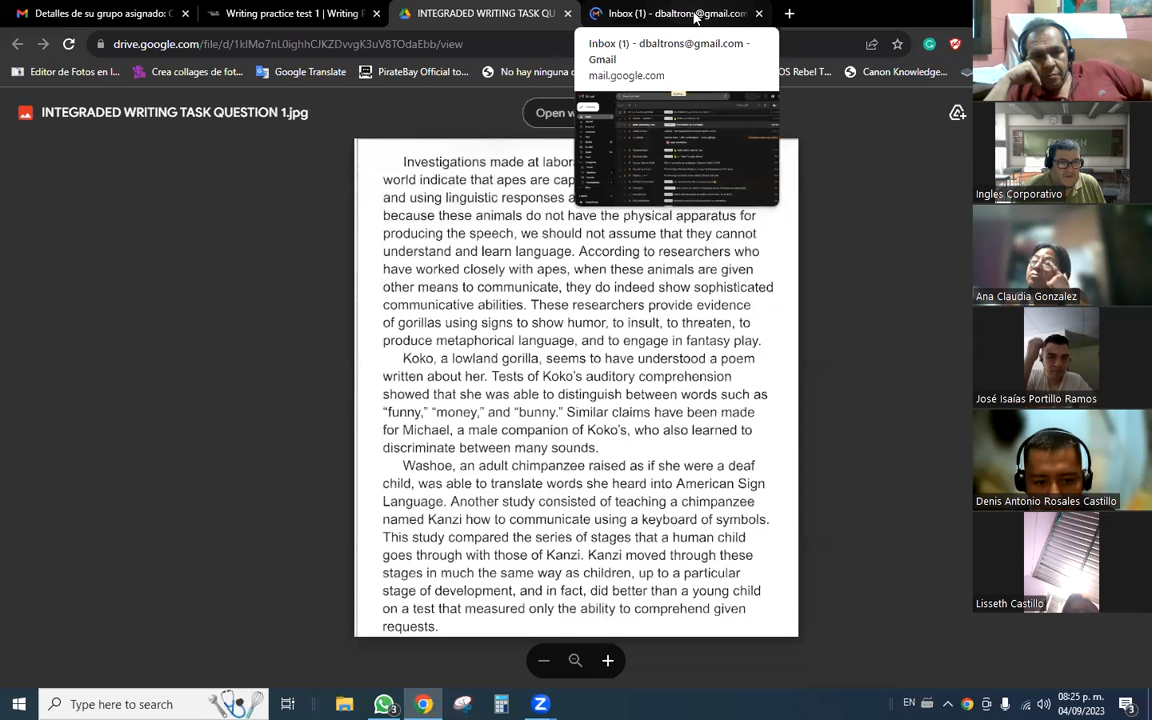 Detalles de su grupo asignado: C
Writing practice test 1 | Writing
INTEGRADED WRITING TASK QU
Inbox (1) - dbaltrons@gmail.com
drive.google.com/file/d/1klMo7nL0ighhCJKZDvvgK3uV8TOdaEbb/view
Inbox (1) - dbaltrons@gmail.com -
Gmail
mail.google.com
Editor de Fotos en l...
Crea collages de fot...
Google Translate
PirateBay Proxy list...
No hay ninguna
OS Rebel T...
Canon Knowledge...
INTEGRADED WRITING TASK QUESTION 1.jpg
Open w
Investigations made at labor
world indicate that apes are cap
and using linguistic responses a
because these animals do not have the physical apparatus for
producing the speech, we should not assume that they cannot
understand and learn language. According to researchers who
have worked closely with apes, when these animals are given
other means to communicate, they do indeed show sophisticated
communicative abilities. These researchers provide evidence
of gorillas using signs to show humor, to insult, to threaten, to
produce metaphorical language, and to engage in fantasy play.
Koko, a lowland gorilla, seems to have understood a poem
written about her. Tests of Koko's auditory comprehension
showed that she was able to distinguish between words such as
“funny,” “money,” and “bunny.” Similar claims have been made
for Michael, a male companion of Koko's, who also learned to
discriminate between many sounds.
Washoe, an adult chimpanzee raised as if she were a deaf
child, was able to translate words she heard into American Sign
Language. Another study consisted of teaching a chimpanzee
named Kanzi how to communicate using a keyboard of symbols.
This study compared the series of stages that a human child
goes through with those of Kanzi. Kanzi moved through these
stages in much the same way as children, up to a particular
stage of development, and in fact, did better than a young child
on a test that measured only the ability to comprehend given
requests.
Ingles Corporativo
Ana Claudia Gonzalez
José Isaías Portillo Ramos
Denis Antonio Rosales Castillo
Lisseth Castillo
Type here to search
3
EN
08:25 p. m.
04/09/2023
3